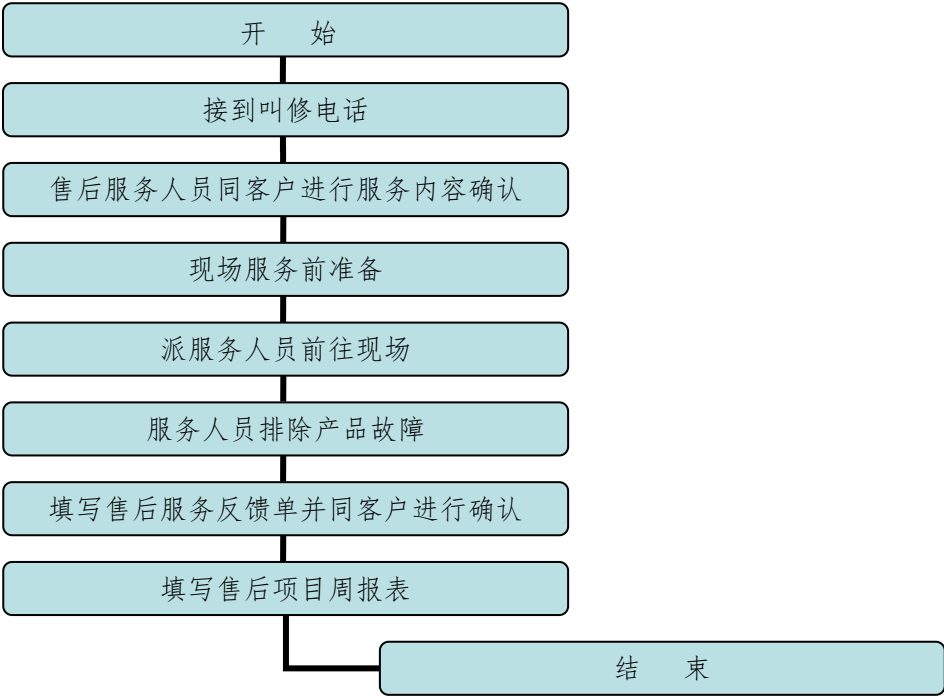 开 始
接到叫修电话
售后服务人员同客户进行服务内容确认
现场服务前准备
派服务人员前往现场
服务人员排除产品故障
填写售后服务反馈单并同客户进行确认
填写售后项目周报表
结 束